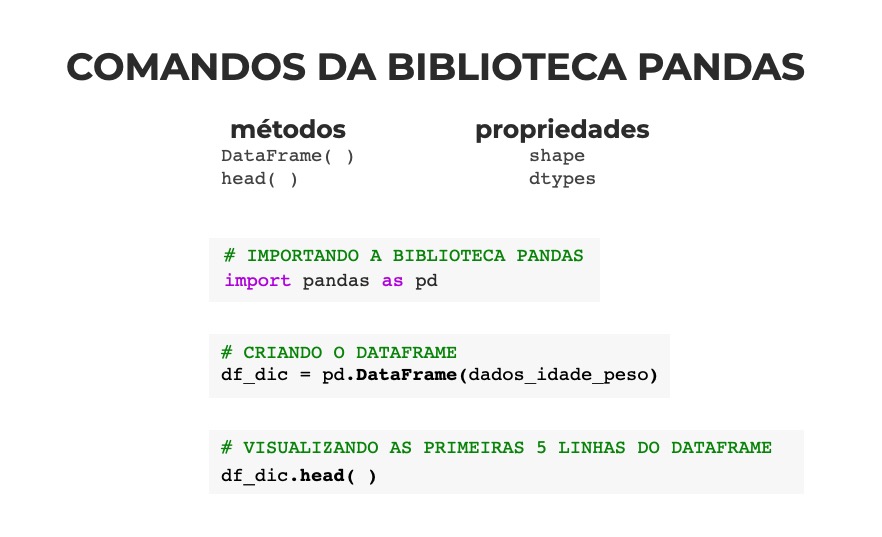 COMANDOS DA BIBLIOTECA PANDAS
métodos
DataFrame( )
head( )
propriedades
shape
dtypes
# IMPORTANDO A BIBLIOTECA PANDAS
import pandas as pd
# CRIANDO O DATAFRAME
df_dic = pd.DataFrame(dados_idade_peso)
# VISUALIZANDO AS PRIMEIRAS 5 LINHAS DO DATAFRAME
df_dic.head( )